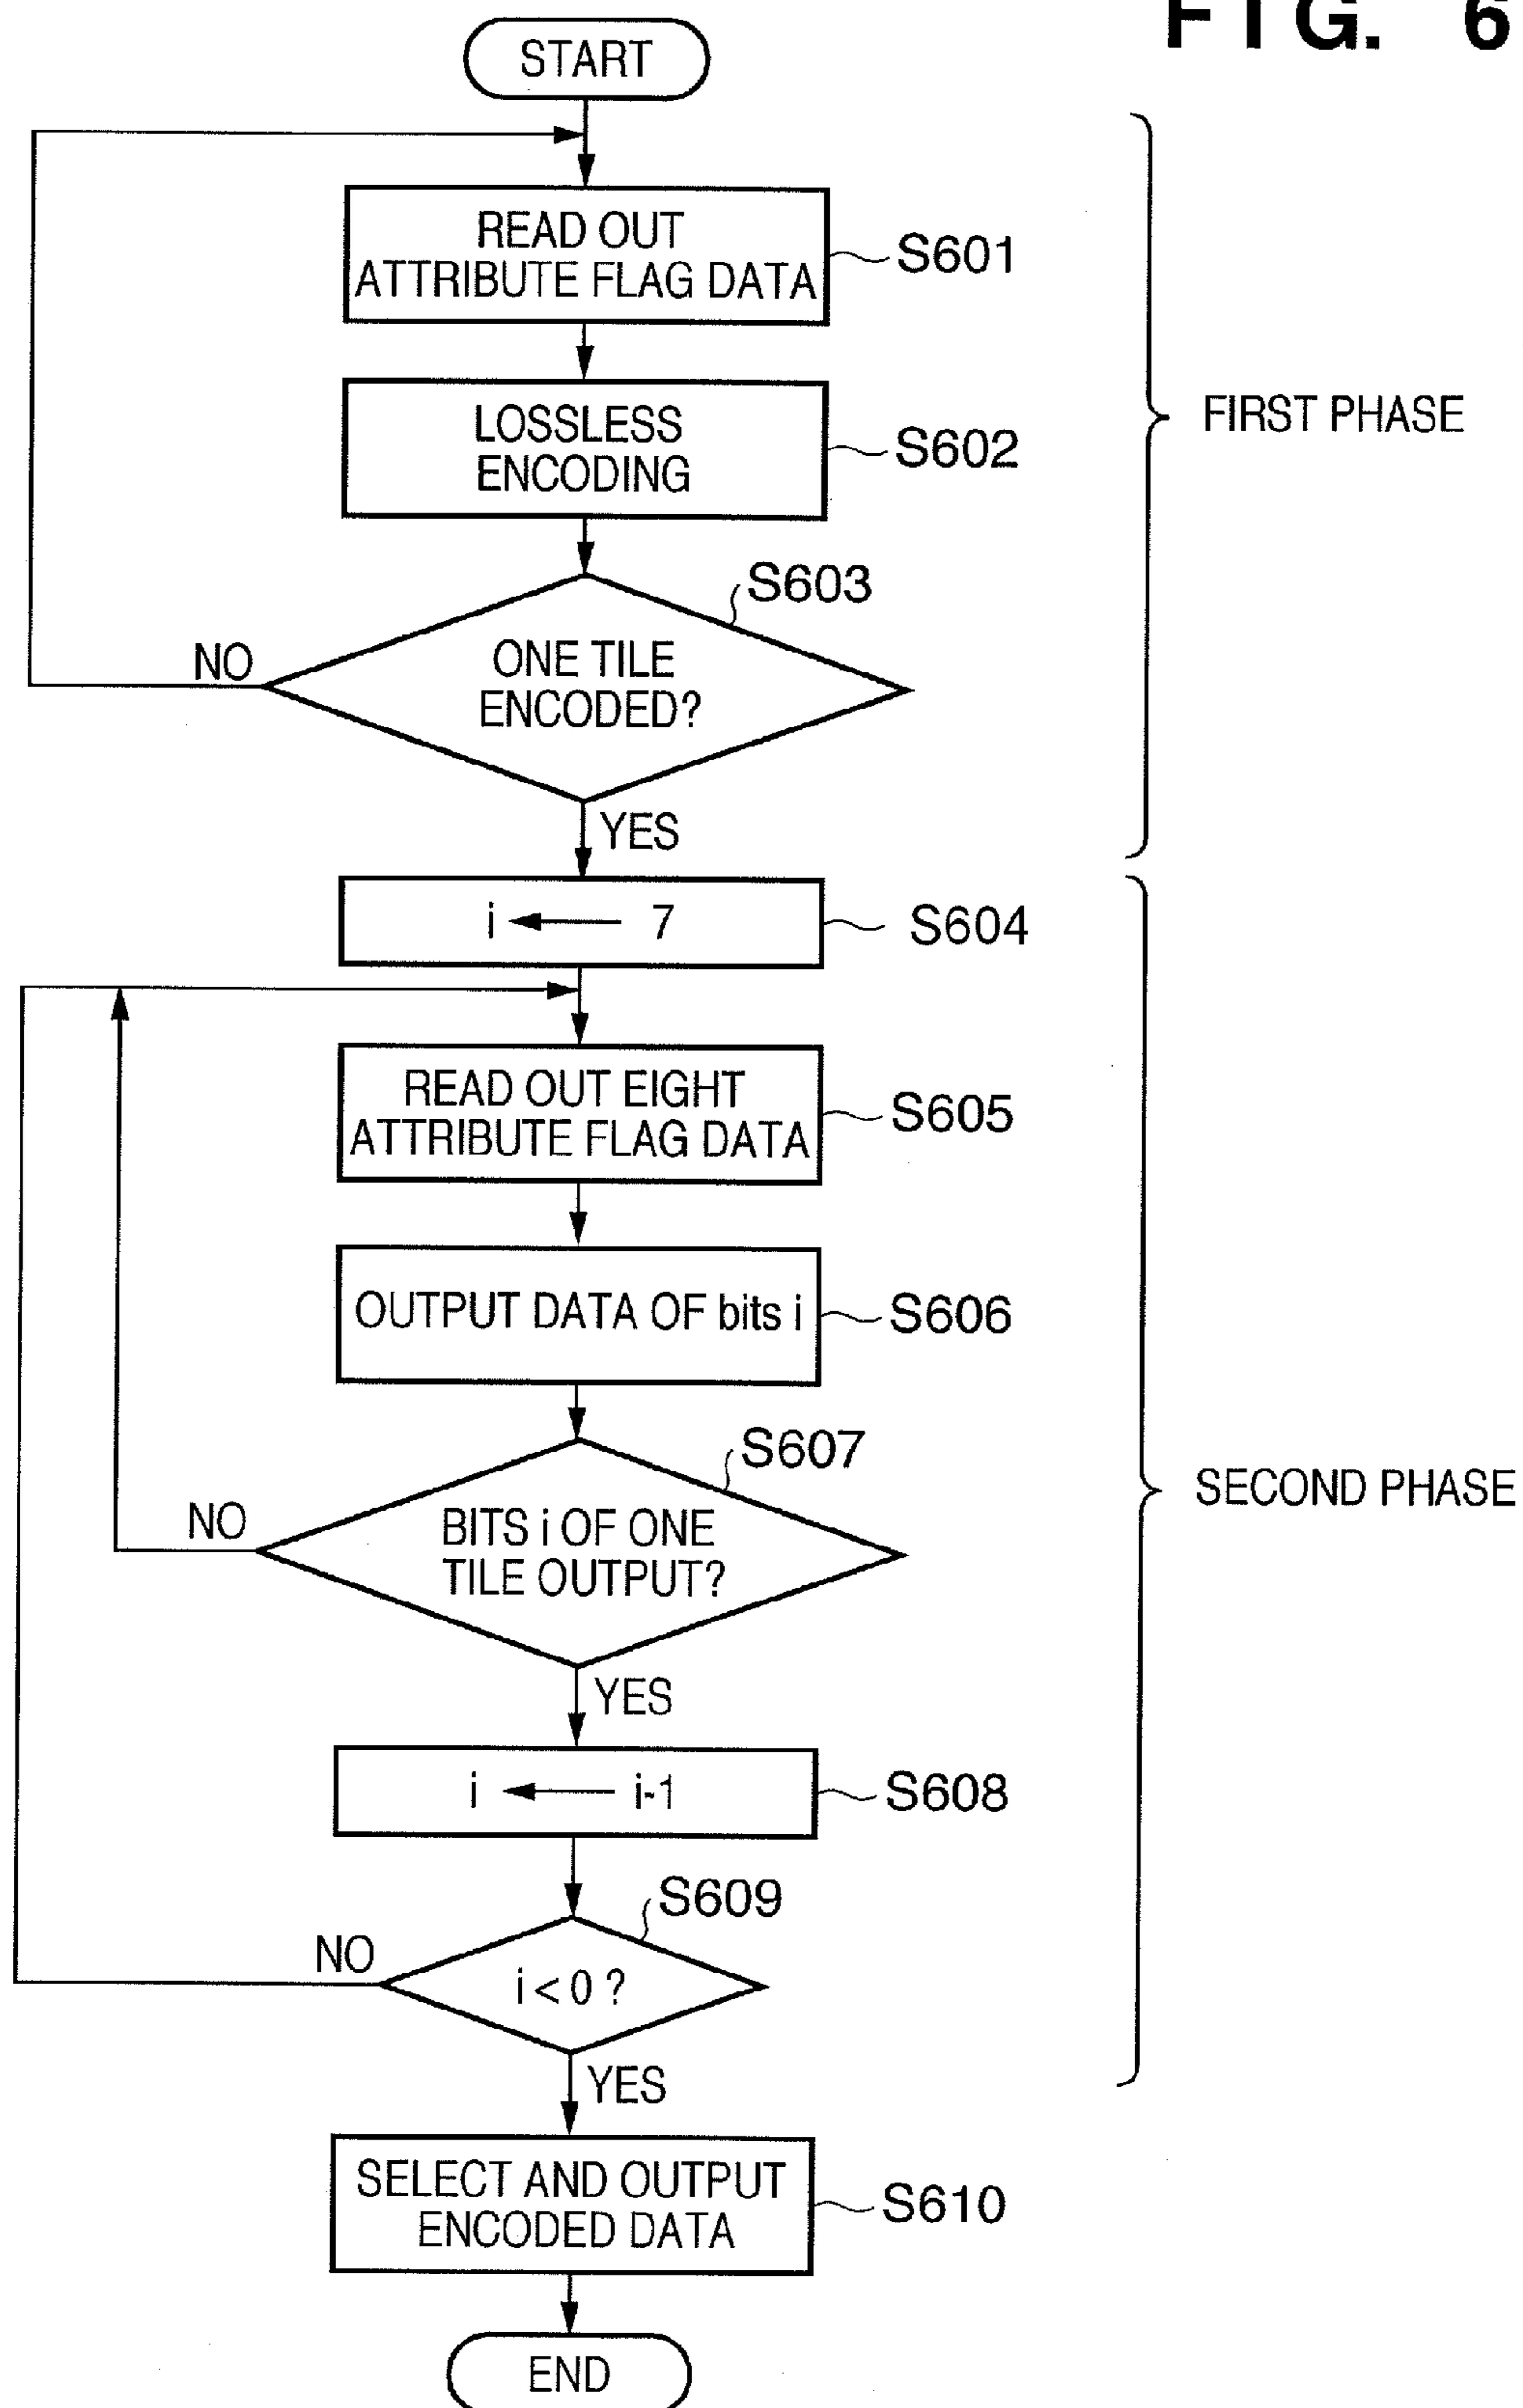 FIG. 6
START
READ OUT
ATTRIBUTE FLAG DATA
S601
LOSSLESS
ENCODING
S602
FIRST PHASE
S603
ONE TILE
ENCODED?
NO
YES
i ← 7
S604
READ OUT EIGHT
ATTRIBUTE FLAG DATA
S605
OUTPUT DATA OF bits i
S606
S607
BITS i OF ONE
TILE OUTPUT?
NO
SECOND PHASE
YES
i ← i-1
S608
S609
i < 0 ?
NO
YES
SELECT AND OUTPUT
ENCODED DATA
S610
END